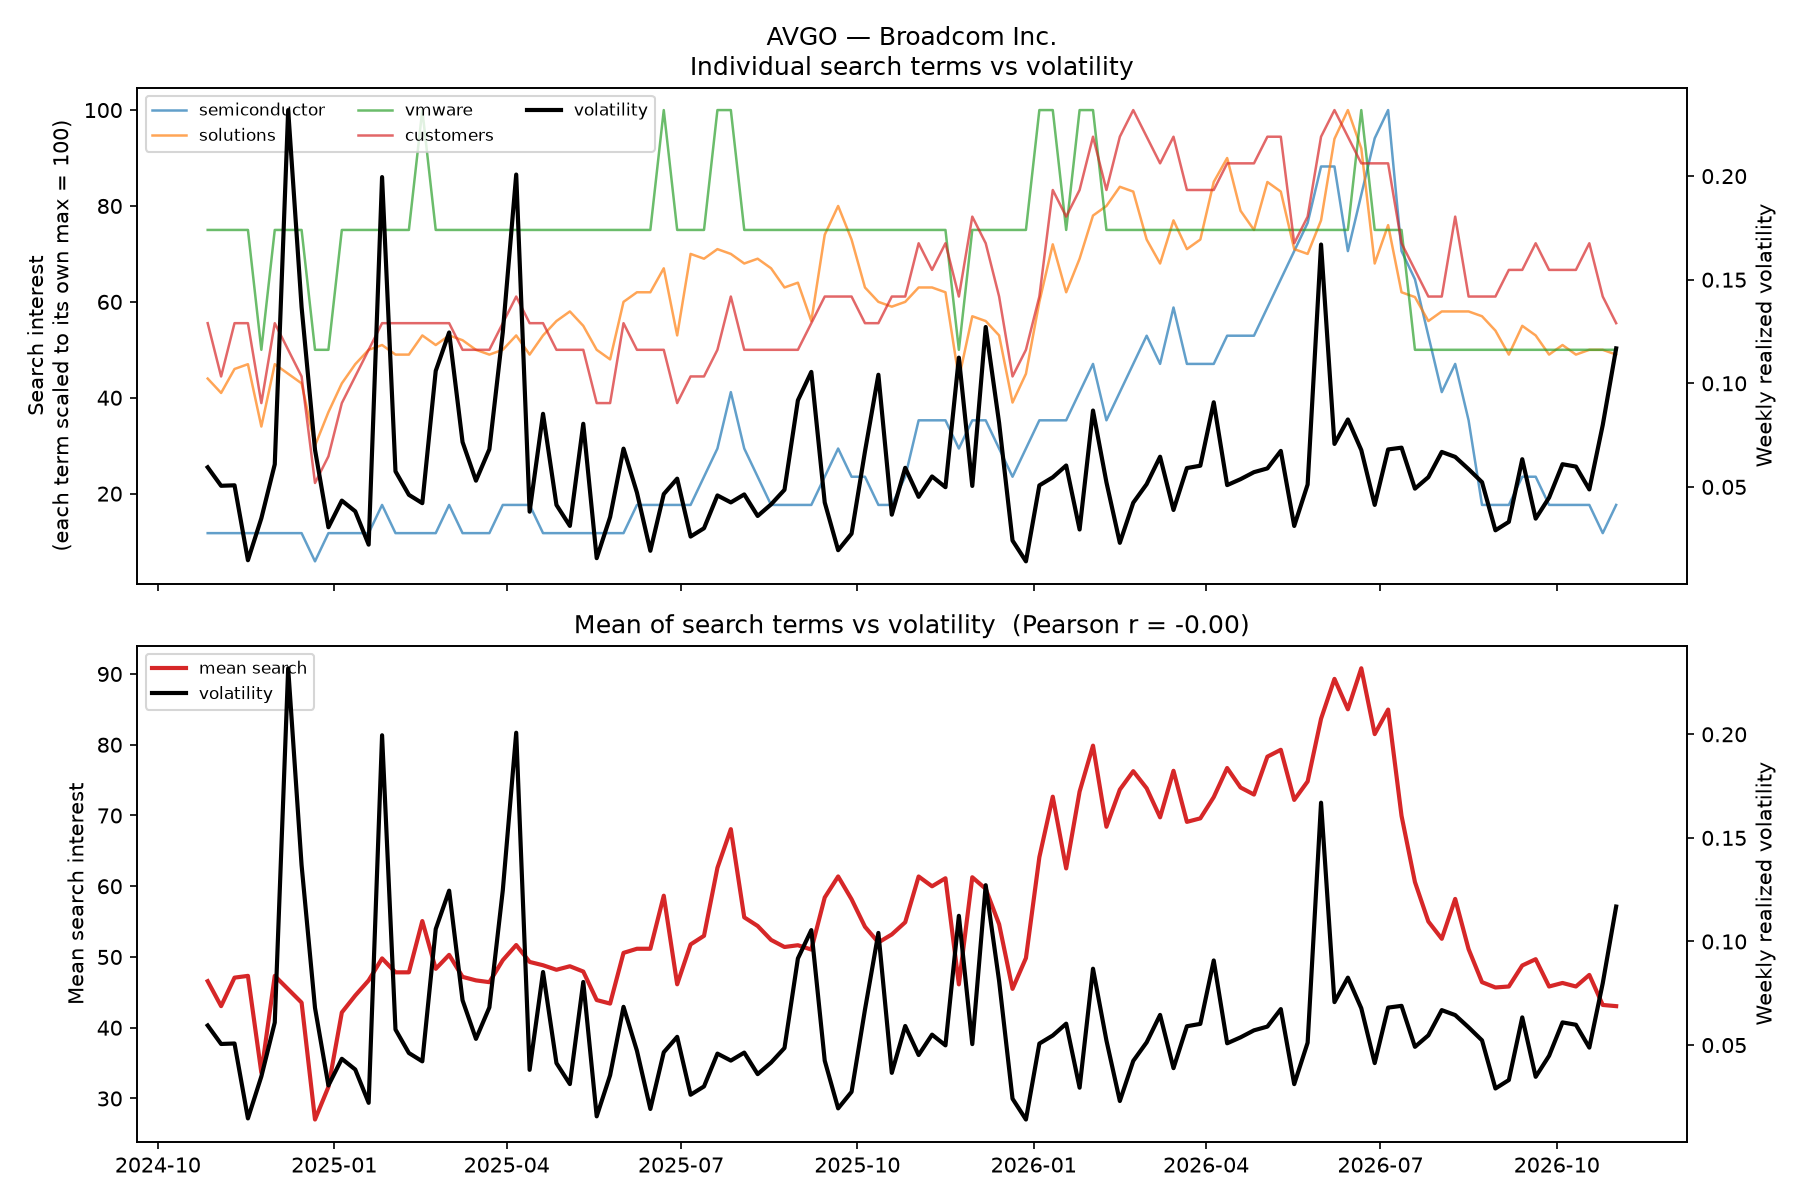 AVGO — Broadcom Inc.
Individual search terms vs volatility
semiconductor
solutions
vmware
customers
volatility
Search interest
(each term scaled to its own max = 100)
100
80
60
40
20
Weekly realized volatility
0.20
0.15
0.10
0.05
Mean of search terms vs volatility (Pearson r = -0.00)
mean search
volatility
Mean search interest
90
80
70
60
50
40
30
Weekly realized volatility
0.20
0.15
0.10
0.05
2024-10
2025-01
2025-04
2025-07
2025-10
2026-01
2026-04
2026-07
2026-10